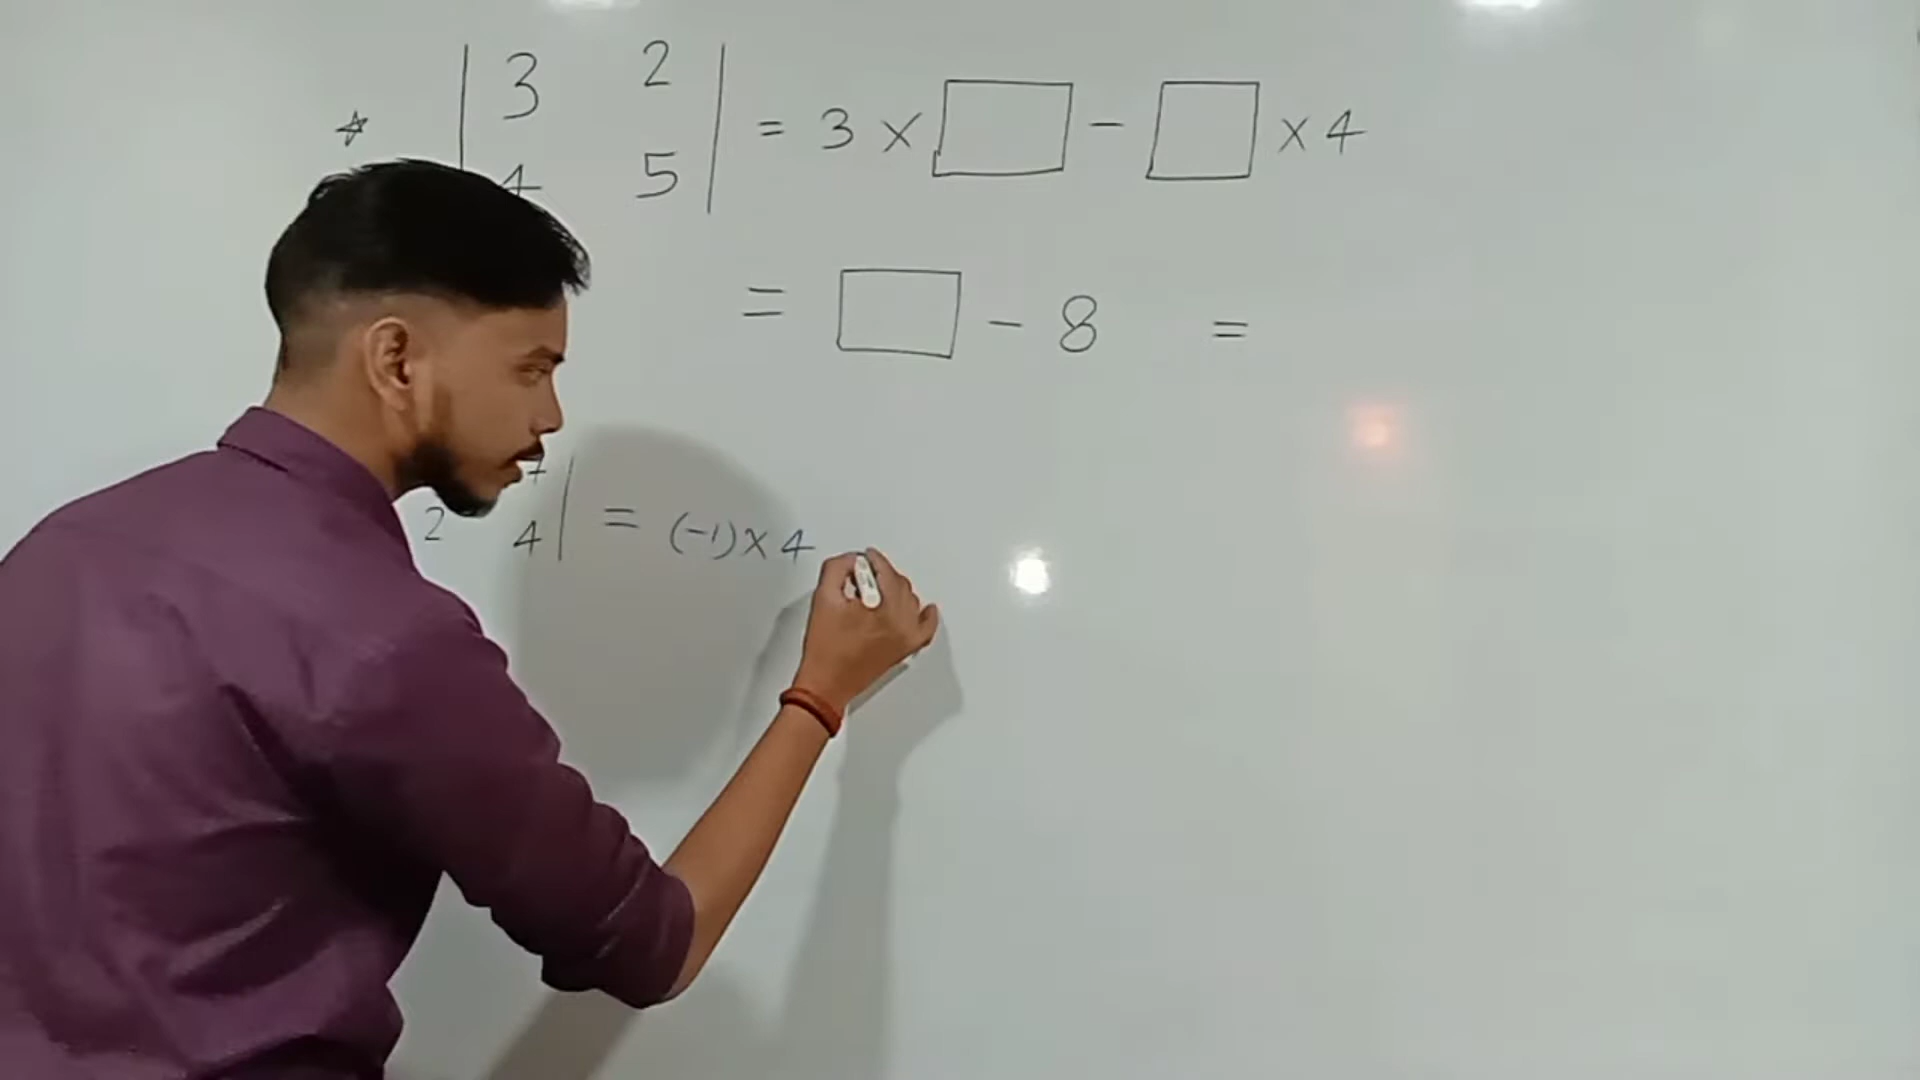 ☆ | 3 2 | = 3 × □ - □ × 4
4 5
= □ - 8 =
7
2 4 | = (-1) × 4